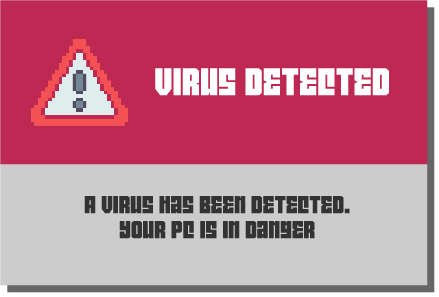 VIRUS DETECTED
A VIRUS HAS BEEN DETECTED.
YOUR PC IS IN DANGER